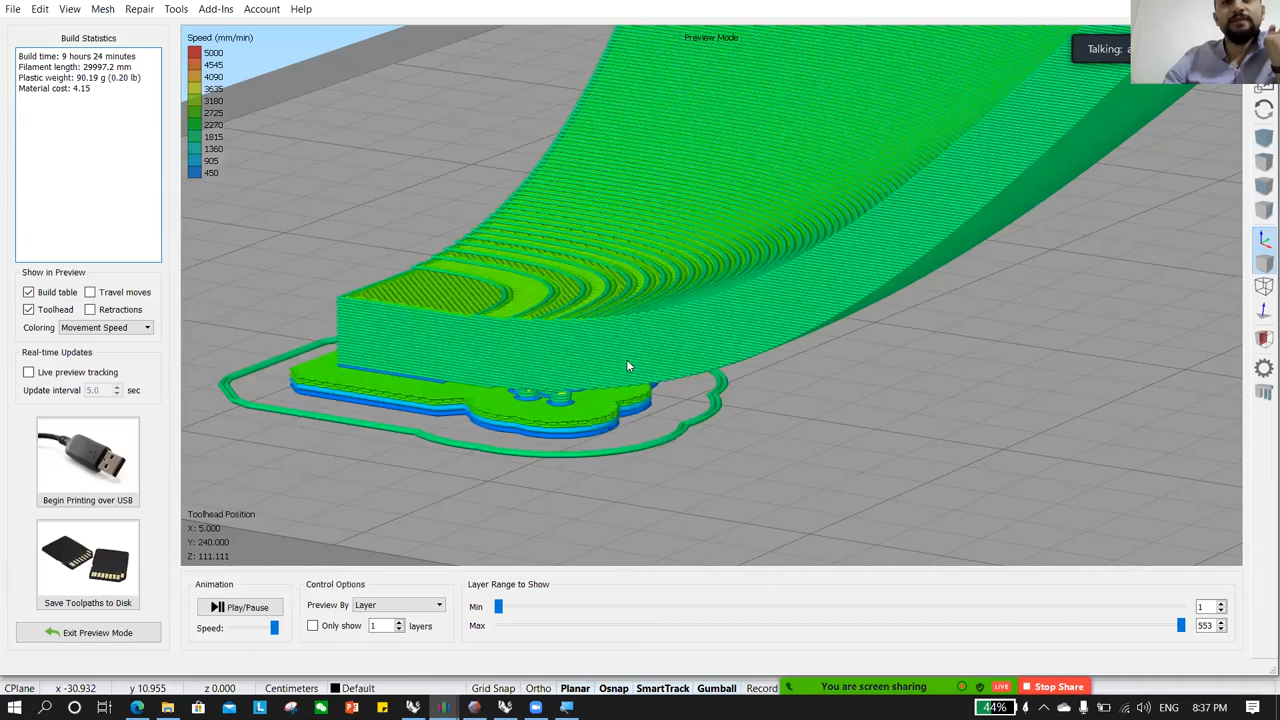 File Edit View Mesh Repair Tools Add-Ins Account Help
Build Statistics
Build time: 9 hours 24 minutes
Filament length: 29997.2 mm
Plastic weight: 90.19 g (0.20 lb)
Material cost: 4.15
Show in Preview
Build table Travel moves
Toolhead Retractions
Coloring Movement Speed
Real-time Updates
Live preview tracking
Update interval 5.0 sec
Begin Printing over USB
Save Toolpaths to Disk
Exit Preview Mode
Speed (mm/min)
5000
4545
4090
3635
3180
2725
2270
1815
1360
905
450
Preview Mode
Talking:
Toolhead Position
X: 5.000
Y: 240.000
Z: 111.111
Animation
Play/Pause
Speed:
Control Options
Preview By Layer
Only show 1 layers
Layer Range to Show
Min 1
Max 553
CPlane x -30.932 y 10.955 z 0.000 Centimeters Default Grid Snap Ortho Planar Osnap SmartTrack Gumball Record
You are screen sharing LIVE Stop Share
44% ENG 8:37 PM